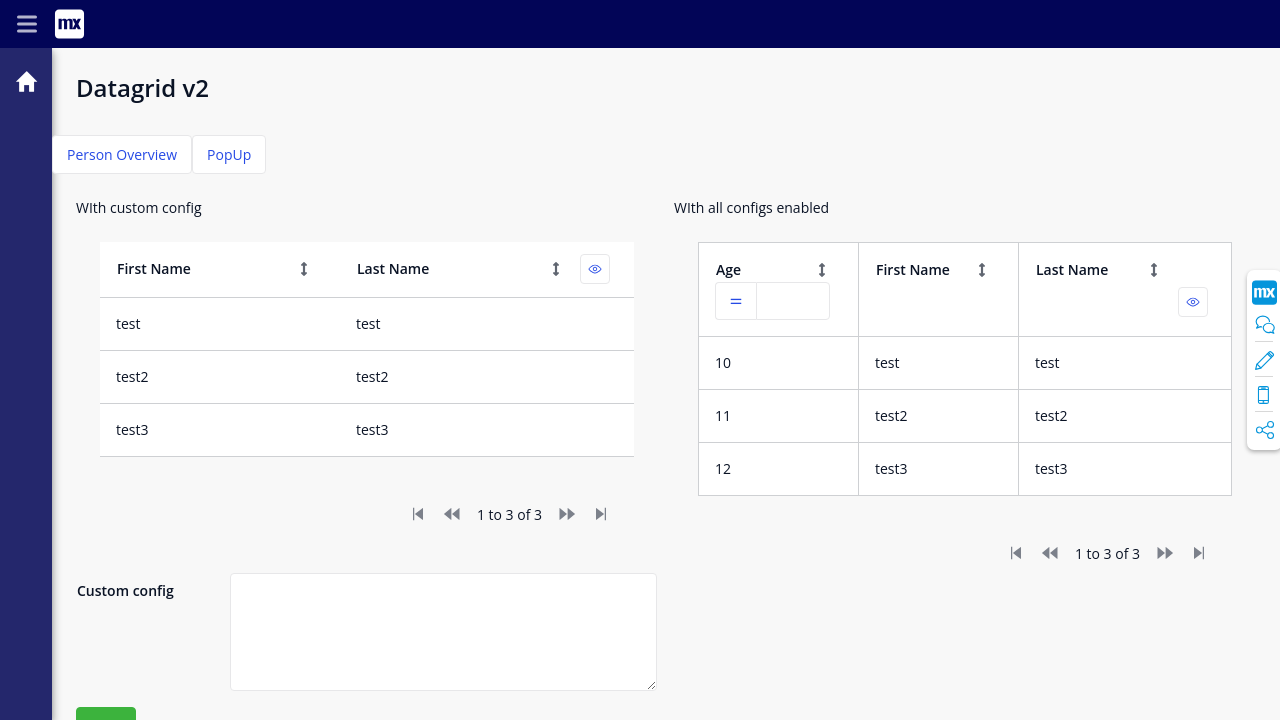 mx
Datagrid v2
Person Overview PopUp
WIth custom config
First Name Last Name
test test
test2 test2
test3 test3
1 to 3 of 3
WIth all configs enabled
Age First Name Last Name
=
10 test test
11 test2 test2
12 test3 test3
1 to 3 of 3
Custom config
mx